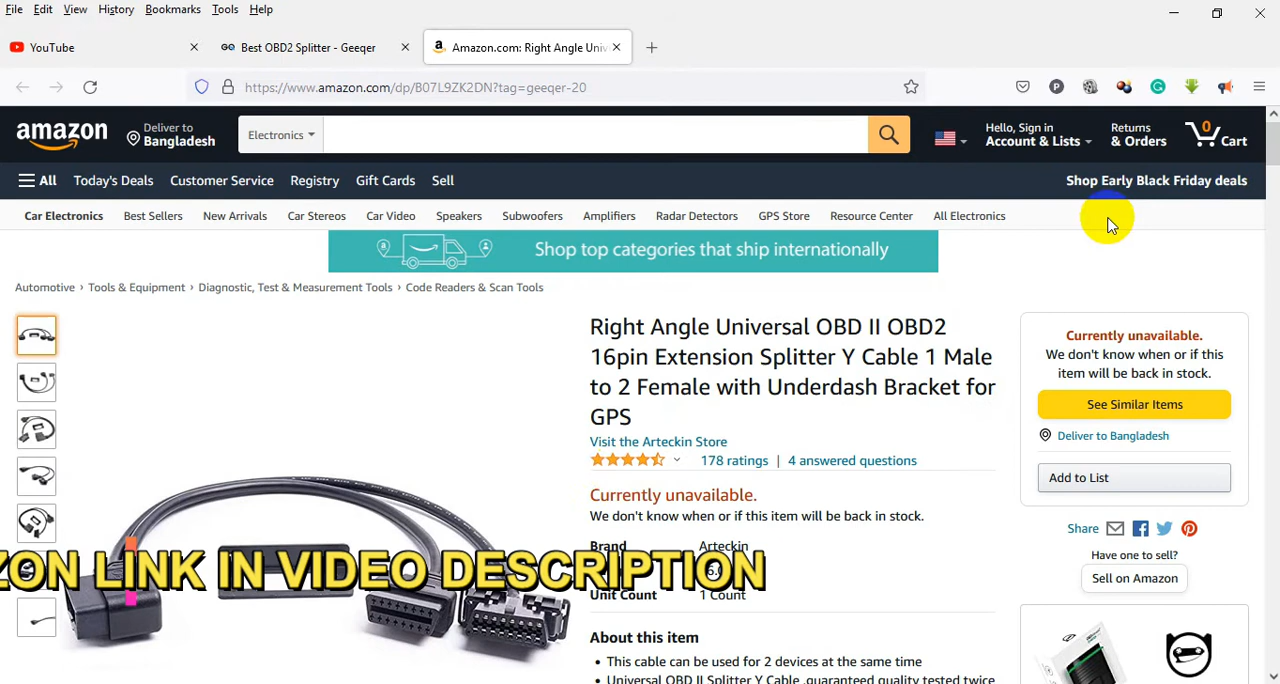 File Edit View History Bookmarks Tools Help
YouTube
Best OBD2 Splitter - Geeqer
Amazon.com: Right Angle Univ
https://www.amazon.com/dp/B07L9ZK2DN?tag=geeqer-20
amazon
Deliver to
Bangladesh
Electronics
Hello, Sign in
Account & Lists
Returns
& Orders
0
Cart
All Today's Deals Customer Service Registry Gift Cards Sell
Shop Early Black Friday deals
Car Electronics Best Sellers New Arrivals Car Stereos Car Video Speakers Subwoofers Amplifiers Radar Detectors GPS Store Resource Center All Electronics
Shop top categories that ship internationally
Automotive › Tools & Equipment › Diagnostic, Test & Measurement Tools › Code Readers & Scan Tools
Right Angle Universal OBD II OBD2
16pin Extension Splitter Y Cable 1 Male
to 2 Female with Underdash Bracket for
GPS
Visit the Arteckin Store
178 ratings | 4 answered questions
Currently unavailable.
We don't know when or if this item will be back in stock.
Brand Arteckin
Unit Count 1 Count
About this item
• This cable can be used for 2 devices at the same time
• Universal OBD II Splitter Y Cable ,guaranteed quality tested twice
Currently unavailable.
We don't know when or if this
item will be back in stock.
See Similar Items
Deliver to Bangladesh
Add to List
Share
Have one to sell?
Sell on Amazon
ZON LINK IN VIDEO DESCRIPTION